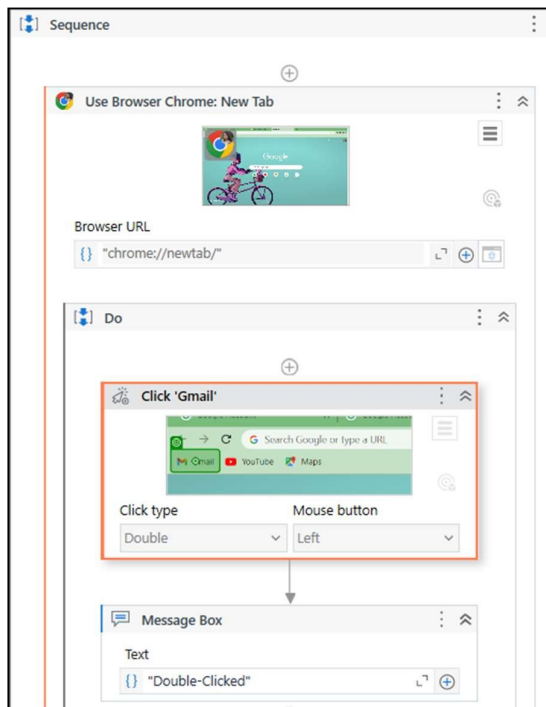 Sequence
Use Browser Chrome: New Tab
Google
Browser URL
{} "chrome://newtab/"
Do
Click 'Gmail'
Search Google or type a URL
Gmail YouTube Maps
Click type Mouse button
Double Left
Message Box
Text
{} "Double-Clicked"